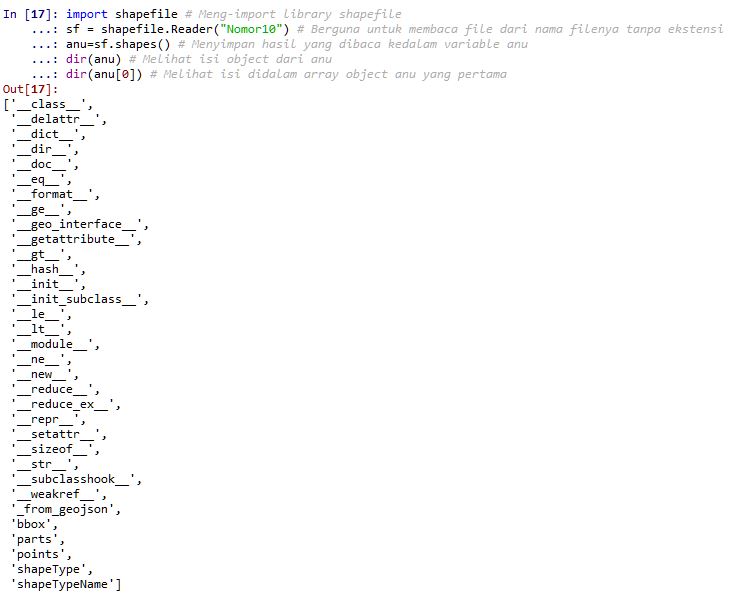 In [17]: import shapefile # Meng-import library shapefile
...: sf = shapefile.Reader("Nomor10") # Berguna untuk membaca file dari nama filenya tanpa ekstensi
...: anu=sf.shapes() # Menyimpan hasil yang dibaca kedalam variable anu
...: dir(anu) # Melihat isi object dari anu
...: dir(anu[0]) # Melihat isi didalam array object anu yang pertama
Out[17]:
['__class__',
'__delattr__',
'__dict__',
'__dir__',
'__doc__',
'__eq__',
'__format__',
'__ge__',
'__geo_interface__',
'__getattribute__',
'__gt__',
'__hash__',
'__init__',
'__init_subclass__',
'__le__',
'__lt__',
'__module__',
'__ne__',
'__new__',
'__reduce__',
'__reduce_ex__',
'__repr__',
'__setattr__',
'__sizeof__',
'__str__',
'__subclasshook__',
'__weakref__',
'_from_geojson',
'bbox',
'parts',
'points',
'shapeType',
'shapeTypeName']